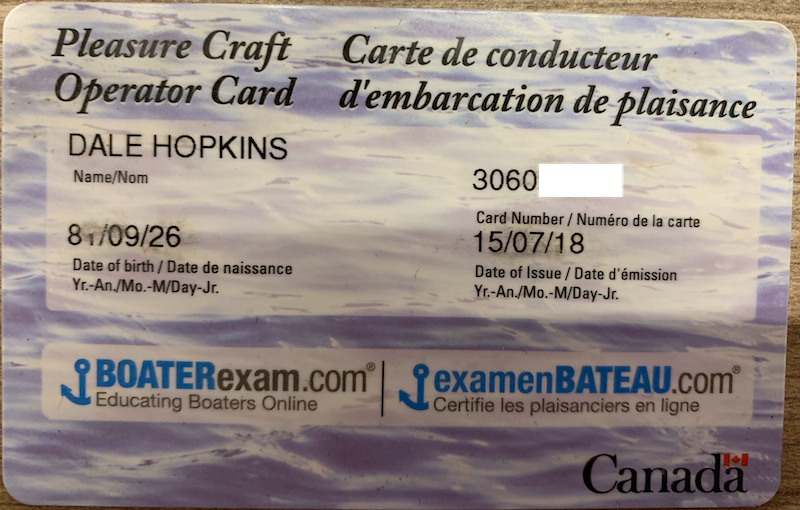 Pleasure Craft
Operator Card
Carte de conducteur
d'embarcation de plaisance
DALE HOPKINS
Name/Nom
3060
Card Number / Numéro de la carte
81/09/26
Date of birth / Date de naissance
Yr.-An./Mo.-M/Day-Jr.
15/07/18
Date of Issue / Date d'émission
Yr.-An./Mo.-M/Day-Jr.
BOATERexam.com®
Educating Boaters Online
examenBATEAU.com®
Certifie les plaisanciers en ligne
Canada